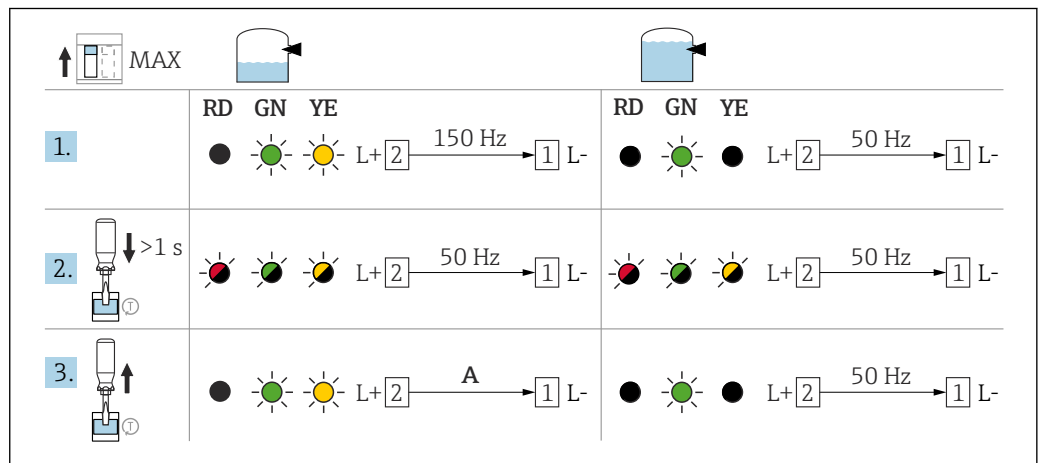 MAX
RD GN YE RD GN YE
1. L+ 2 150 Hz 1 L- L+ 2 50 Hz 1 L-
2. >1 s T L+ 2 50 Hz 1 L- L+ 2 50 Hz 1 L-
3. T L+ 2 A 1 L- L+ 2 50 Hz 1 L-